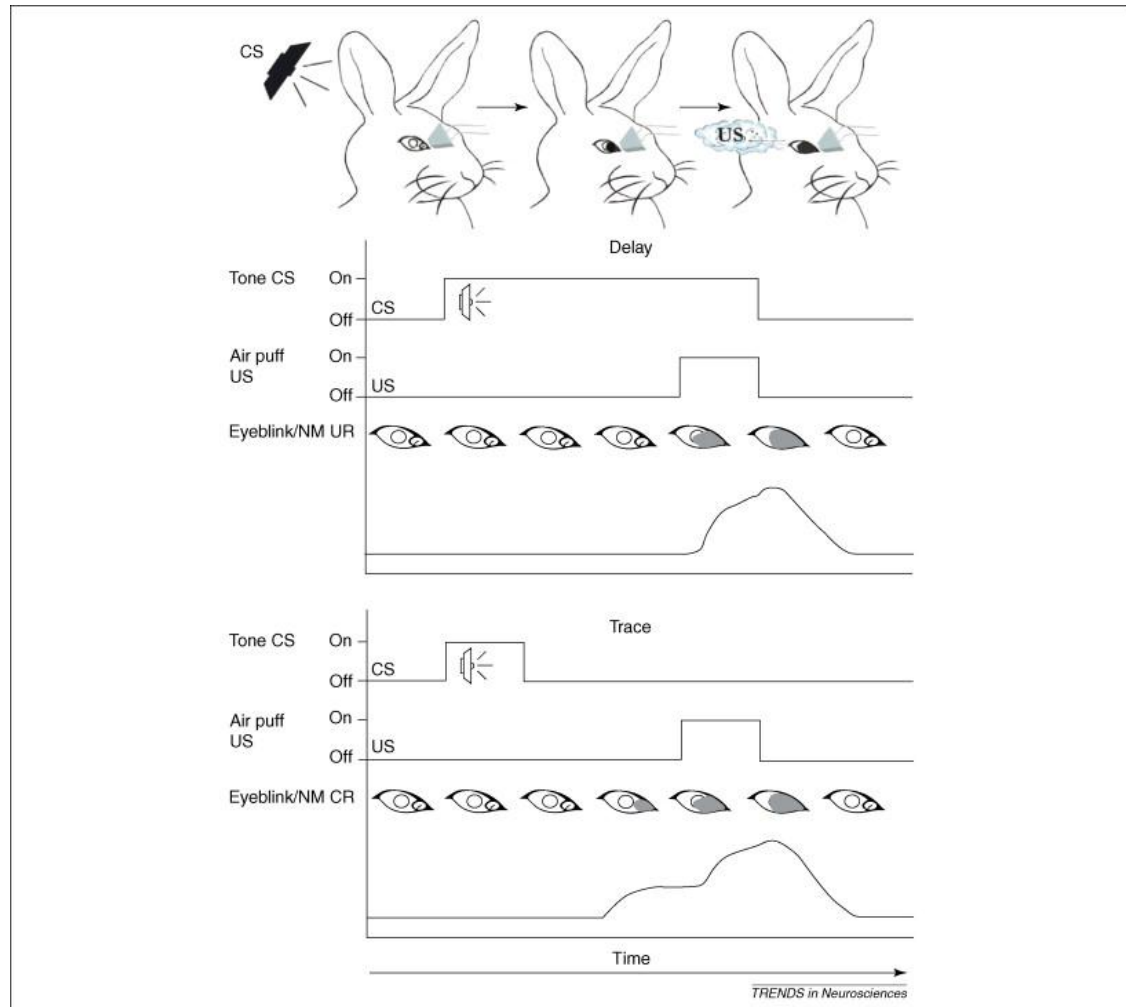 CS
US
Delay
Tone CS On
CS
Off
Air puff On
US
US
Off
Eyeblink/NM UR
Trace
Tone CS On
CS
Off
Air puff On
US
US
Off
Eyeblink/NM CR
Time
TRENDS in Neurosciences